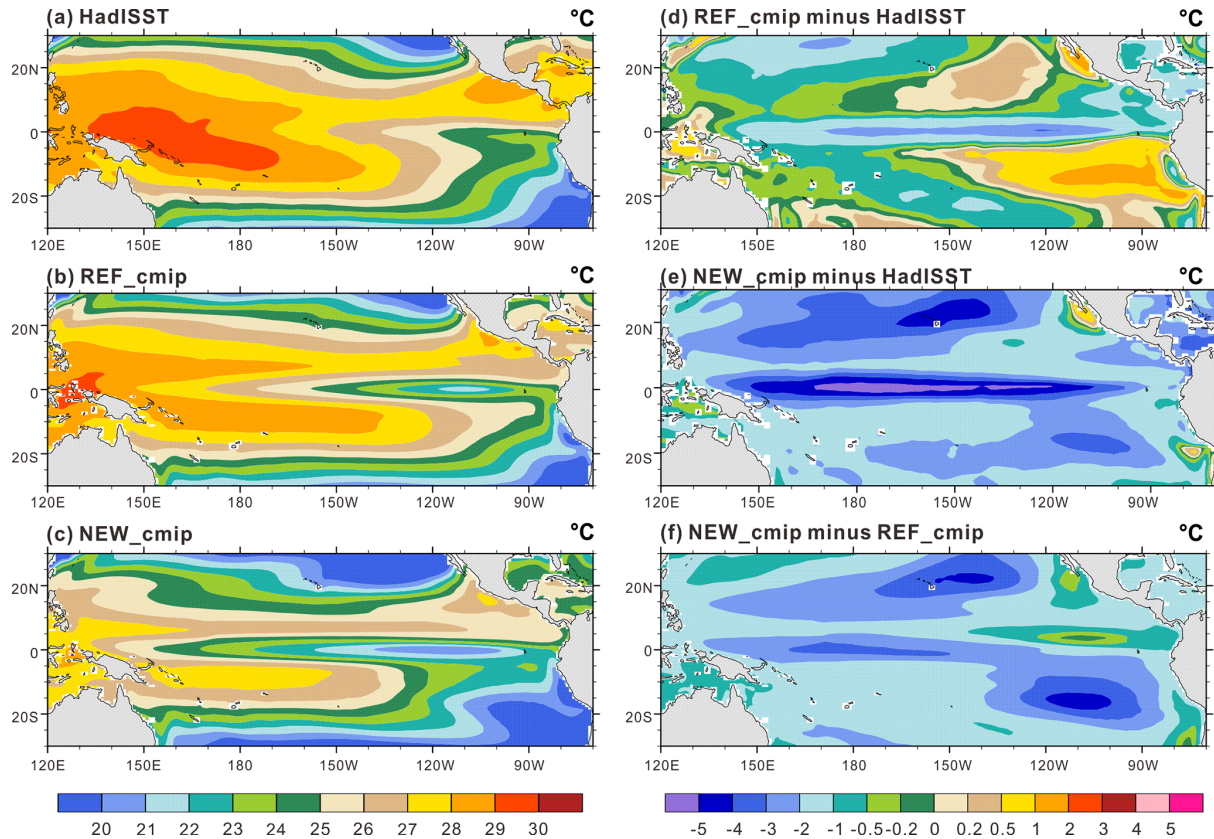 (a) HadISST °C
20N
0
20S
120E 150E 180 150W 120W 90W
(b) REF_cmip °C
20N
0
20S
120E 150E 180 150W 120W 90W
(c) NEW_cmip °C
20N
0
20S
120E 150E 180 150W 120W 90W
20 21 22 23 24 25 26 27 28 29 30
(d) REF_cmip minus HadISST °C
20N
0
20S
120E 150E 180 150W 120W 90W
(e) NEW_cmip minus HadISST °C
20N
0
20S
120E 150E 180 150W 120W 90W
(f) NEW_cmip minus REF_cmip °C
20N
0
20S
120E 150E 180 150W 120W 90W
-5 -4 -3 -2 -1 -0.5 -0.2 0 0.2 0.5 1 2 3 4 5